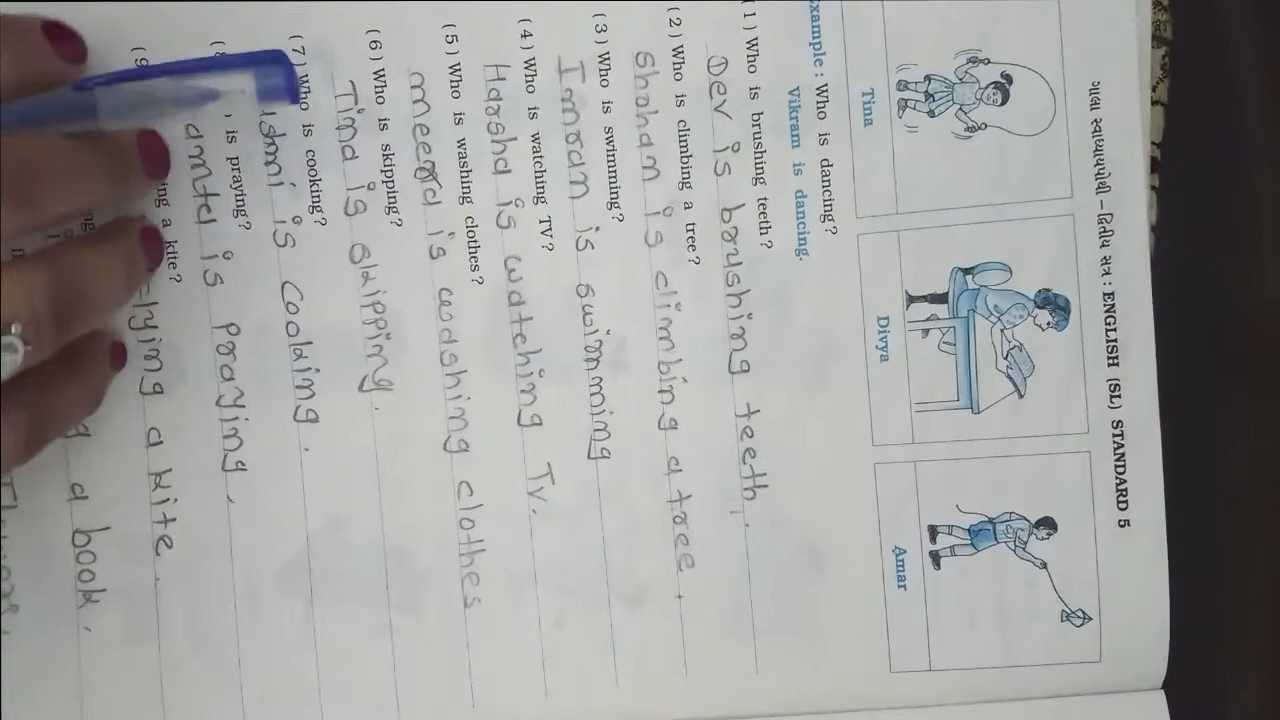 ગાલા સ્વાધ્યાયપોથી – દ્વિતીય સત્ર : ENGLISH (SL) STANDARD 5
Tina
Divya
Amar
xample : Who is dancing?
Vikram is dancing.
1 ) Who is brushing teeth?
Dev is brushing teeth.
( 2 ) Who is climbing a tree?
Shohan is climbing a tree.
( 3 ) Who is swimming?
Imran is swimming
( 4 ) Who is watching TV?
Harsha is watching Tv.
( 5 ) Who is washing clothes?
meera is washing clothes
( 6 ) Who is skipping?
Tina is skipping.
( 7 ) Who is cooking?
is cooking.
is praying?
is praying.
( 9
ing a kite?
lying a kite.
a book.